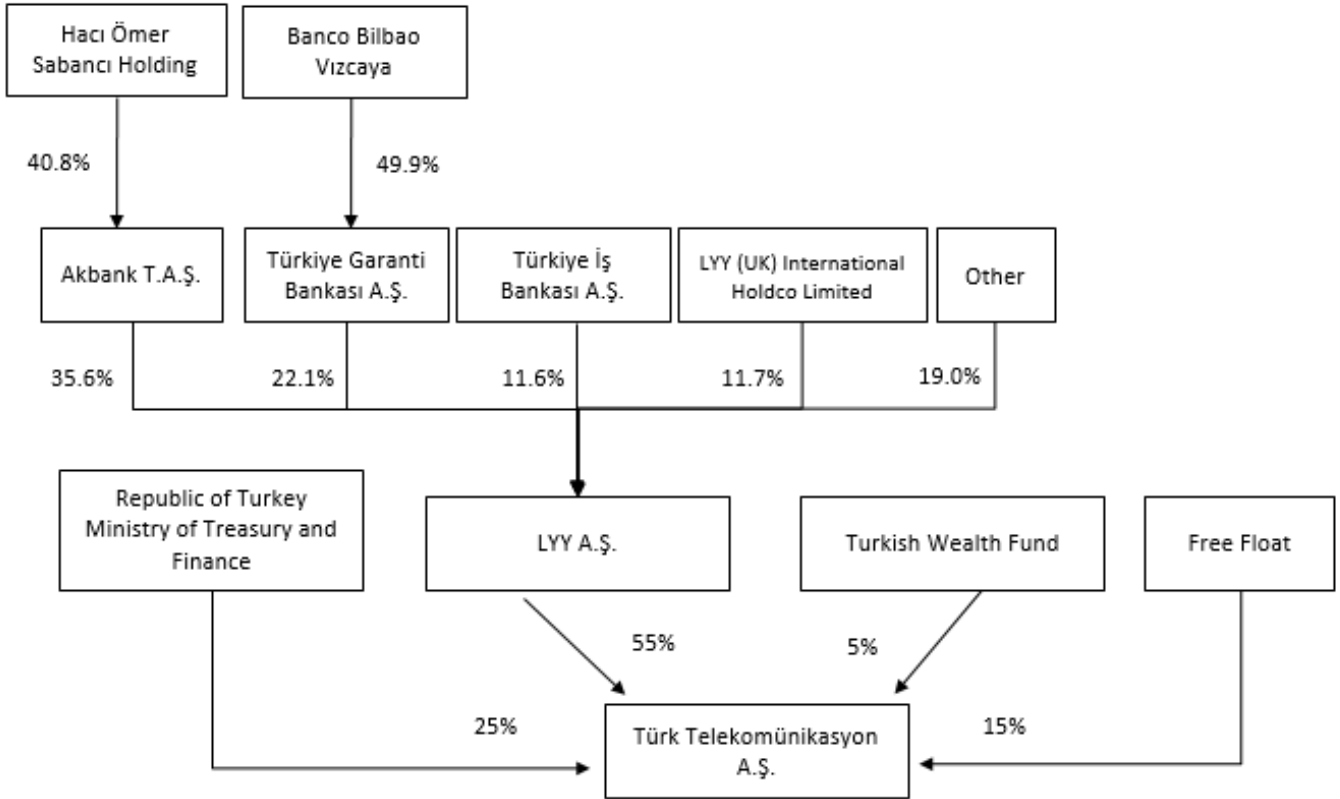 Hacı Ömer
Sabancı Holding
Banco Bilbao
Vızcaya
40.8%
49.9%
Akbank T.A.Ş.
Türkiye Garanti
Bankası A.Ş.
Türkiye İş
Bankası A.Ş.
LYY (UK) International
Holdco Limited
Other
35.6%
22.1%
11.6%
11.7%
19.0%
Republic of Turkey
Ministry of Treasury and
Finance
LYY A.Ş.
Turkish Wealth Fund
Free Float
55%
5%
25%
15%
Türk Telekomünikasyon
A.Ş.